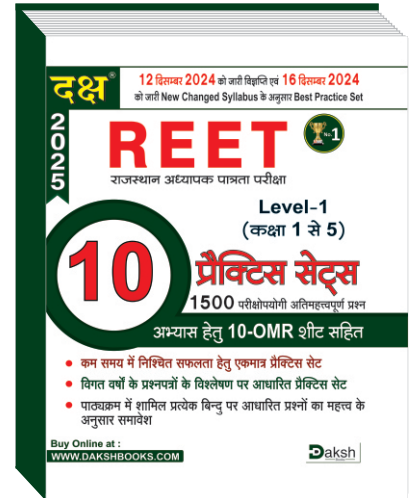 दक्ष®
12 दिसम्बर 2024 को जारी विज्ञप्ति एवं 16 दिसम्बर 2024
को जारी New Changed Syllabus के अनुसार Best Practice Set
2025
REET
No.1
राजस्थान अध्यापक पात्रता परीक्षा
Level-1
(कक्षा 1 से 5)
10
प्रैक्टिस सेट्स
1500 परीक्षोपयोगी अतिमहत्त्वपूर्ण प्रश्न
अभ्यास हेतु 10-OMR शीट सहित
• कम समय में निश्चित सफलता हेतु एकमात्र प्रैक्टिस सेट
• विगत वर्षों के प्रश्नपत्रों के विश्लेषण पर आधारित प्रैक्टिस सेट
• पाठ्यक्रम में शामिल प्रत्येक बिन्दु पर आधारित प्रश्नों का महत्त्व के
अनुसार समावेश
Buy Online at :
WWW.DAKSHBOOKS.COM
Daksh